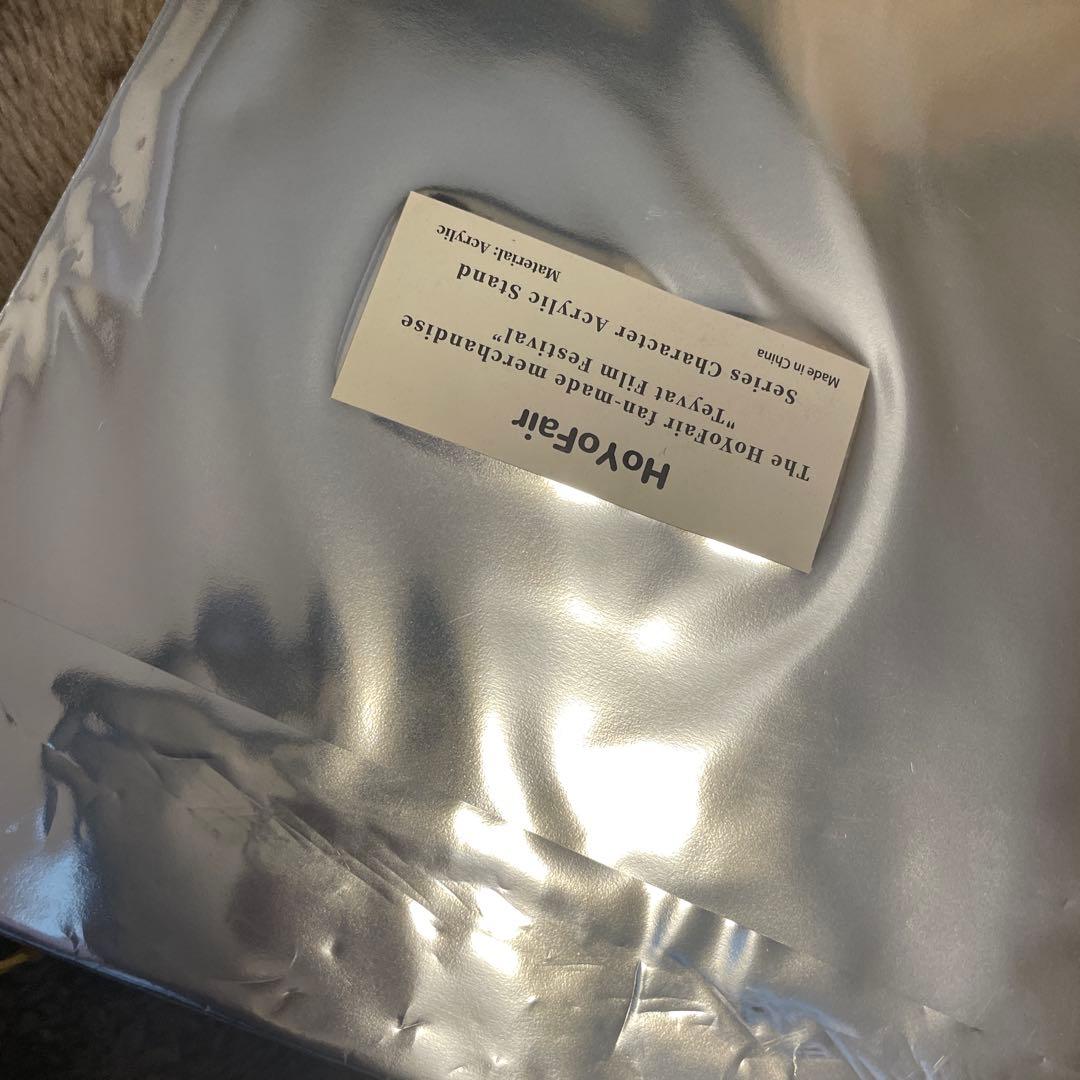 HoYoFair
The HoYoFair fan-made merchandise
"Teyvat Film Festival”
Series Character Acrylic Stand
Material: Acrylic
Made in China